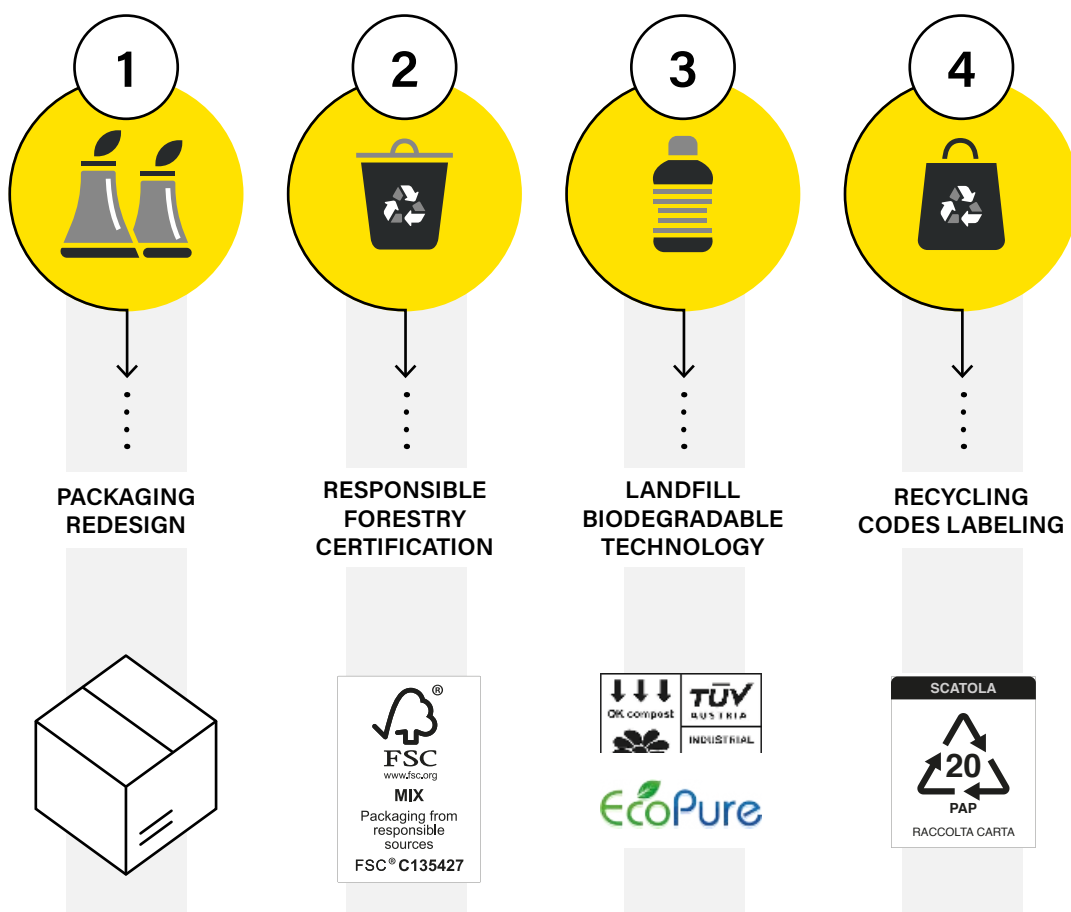 1
2
3
4
PACKAGING
REDESIGN
RESPONSIBLE
FORESTRY
CERTIFICATION
LANDFILL
BIODEGRADABLE
TECHNOLOGY
RECYCLING
CODES LABELING
®
FSC
www.fsc.org
MIX
Packaging from
responsible
sources
FSC® C135427
OK compost
TÜV
AUSTRIA
INDUSTRIAL
EcoPure
SCATOLA
20
PAP
RACCOLTA CARTA